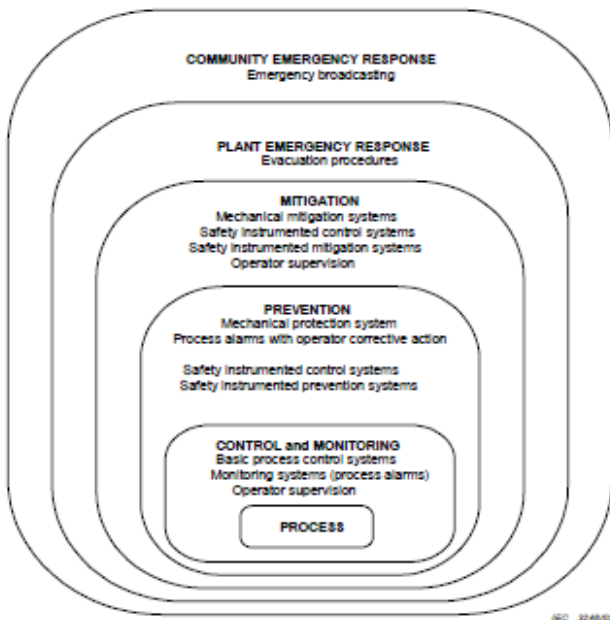 COMMUNITY EMERGENCY RESPONSE
Emergency broadcasting
PLANT EMERGENCY RESPONSE
Evacuation procedures
MITIGATION
Mechanical mitigation systems
Safety instrumented control systems
Safety instrumented mitigation systems
Operator supervision
PREVENTION
Mechanical protection system
Process alarms with operator corrective action
Safety instrumented control systems
Safety instrumented prevention systems
CONTROL and MONITORING
Basic process control systems
Monitoring systems (process alarms)
Operator supervision
PROCESS
IEC